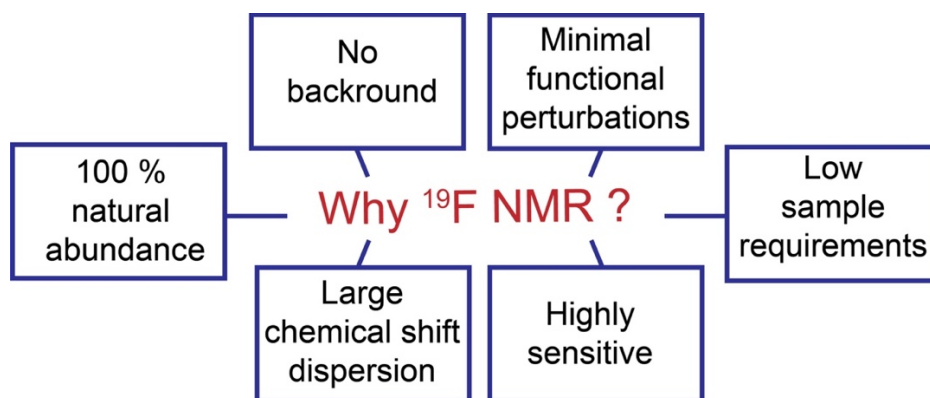 No
backround
Minimal
functional
perturbations
100 %
natural
abundance
Why ¹⁹F NMR ?
Low
sample
requirements
Large
chemical shift
dispersion
Highly
sensitive